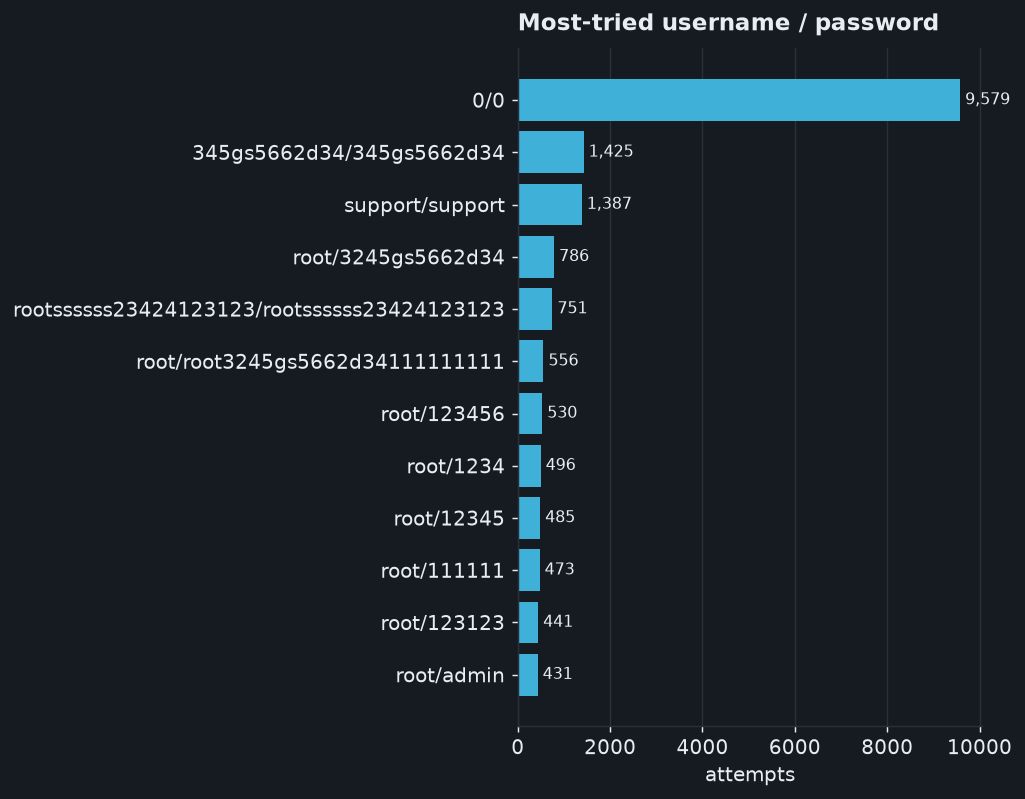 Most-tried username / password
0/0 9,579
345gs5662d34/345gs5662d34 1,425
support/support 1,387
root/3245gs5662d34 786
rootssssss23424123123/rootssssss23424123123 751
root/root3245gs5662d34111111111 556
root/123456 530
root/1234 496
root/12345 485
root/111111 473
root/123123 441
root/admin 431
0 2000 4000 6000 8000 10000
attempts